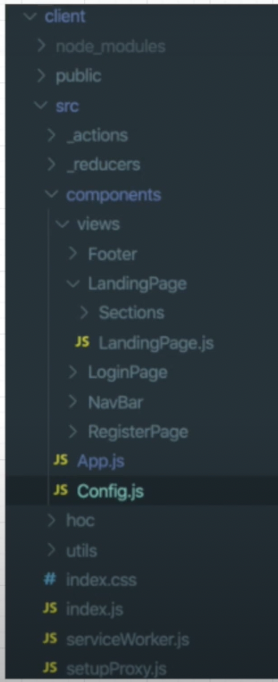 client
node_modules
public
src
_actions
_reducers
components
views
Footer
LandingPage
Sections
JS LandingPage.js
LoginPage
NavBar
RegisterPage
JS App.js
JS Config.js
hoc
utils
# index.css
JS index.js
JS serviceWorker.js
JS setupProxy.js